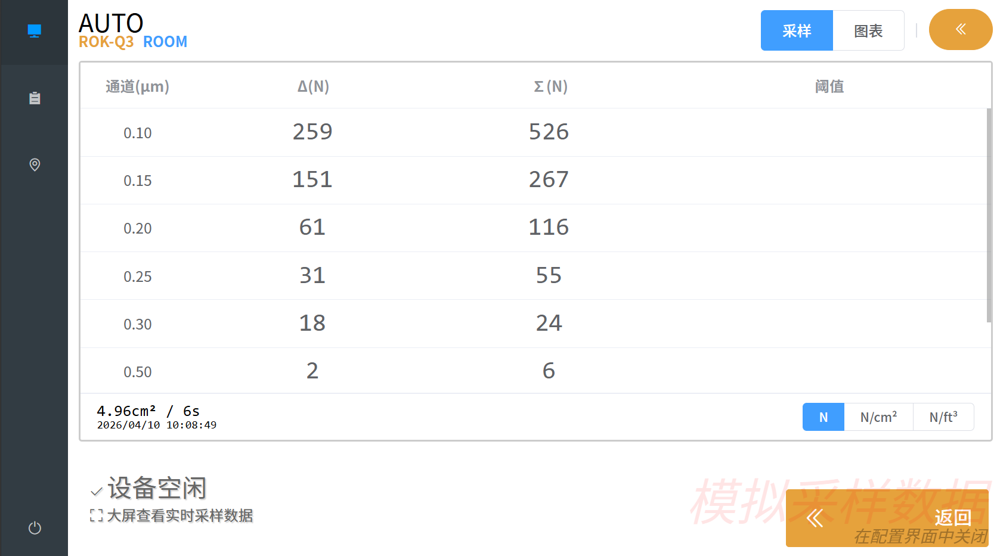 AUTO
ROK-Q3 ROOM
采样 图表
通道(μm) Δ(N) Σ(N) 阈值
0.10 259 526
0.15 151 267
0.20 61 116
0.25 31 55
0.30 18 24
0.50 2 6
4.96cm² / 6s
2026/04/10 10:08:49
N N/cm² N/ft³
设备空闲
大屏查看实时采样数据
模拟采样数据
返回
在配置界面中关闭